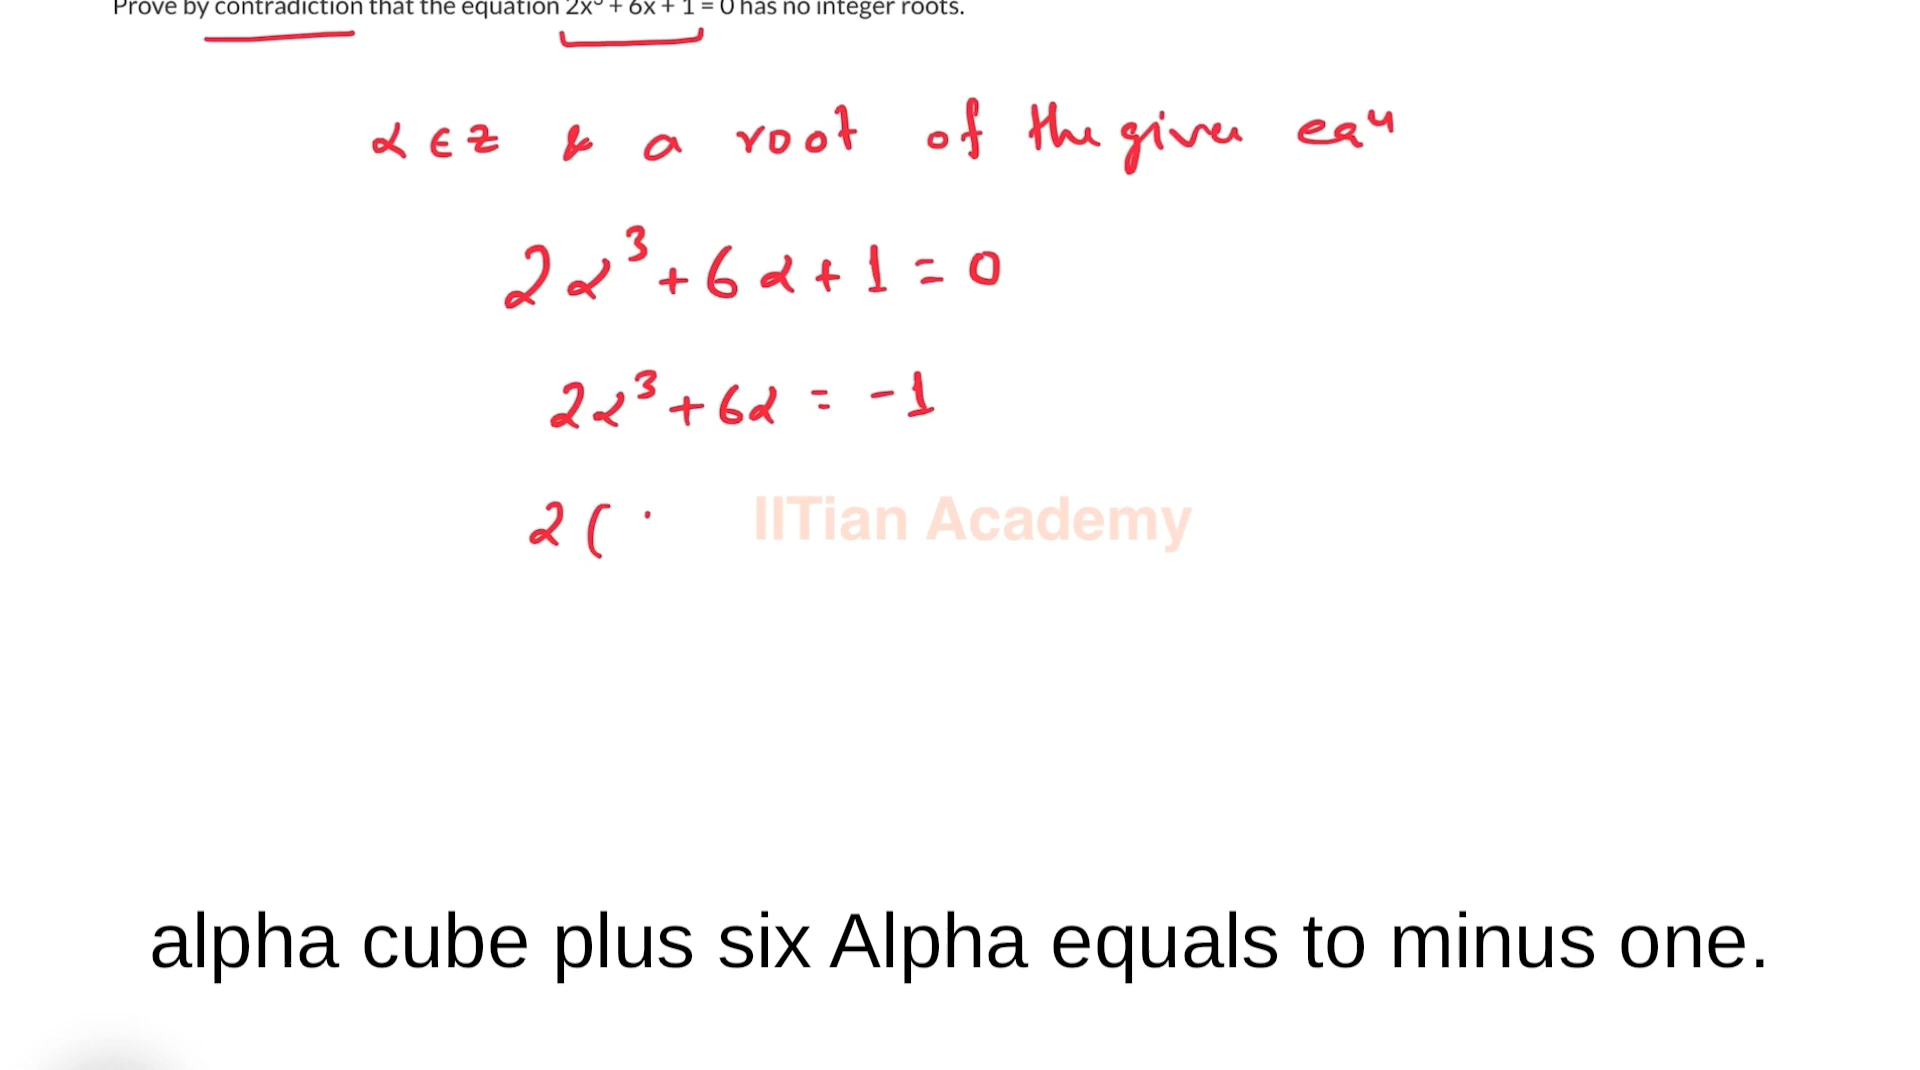 Prove by contradiction that the equation 2x³ + 6x + 1 = 0 has no integer roots.
α ∈ Z & a root of the given eqn
2α³ + 6α + 1 = 0
2α³ + 6α = -1
2 (
IITian Academy
alpha cube plus six Alpha equals to minus one.